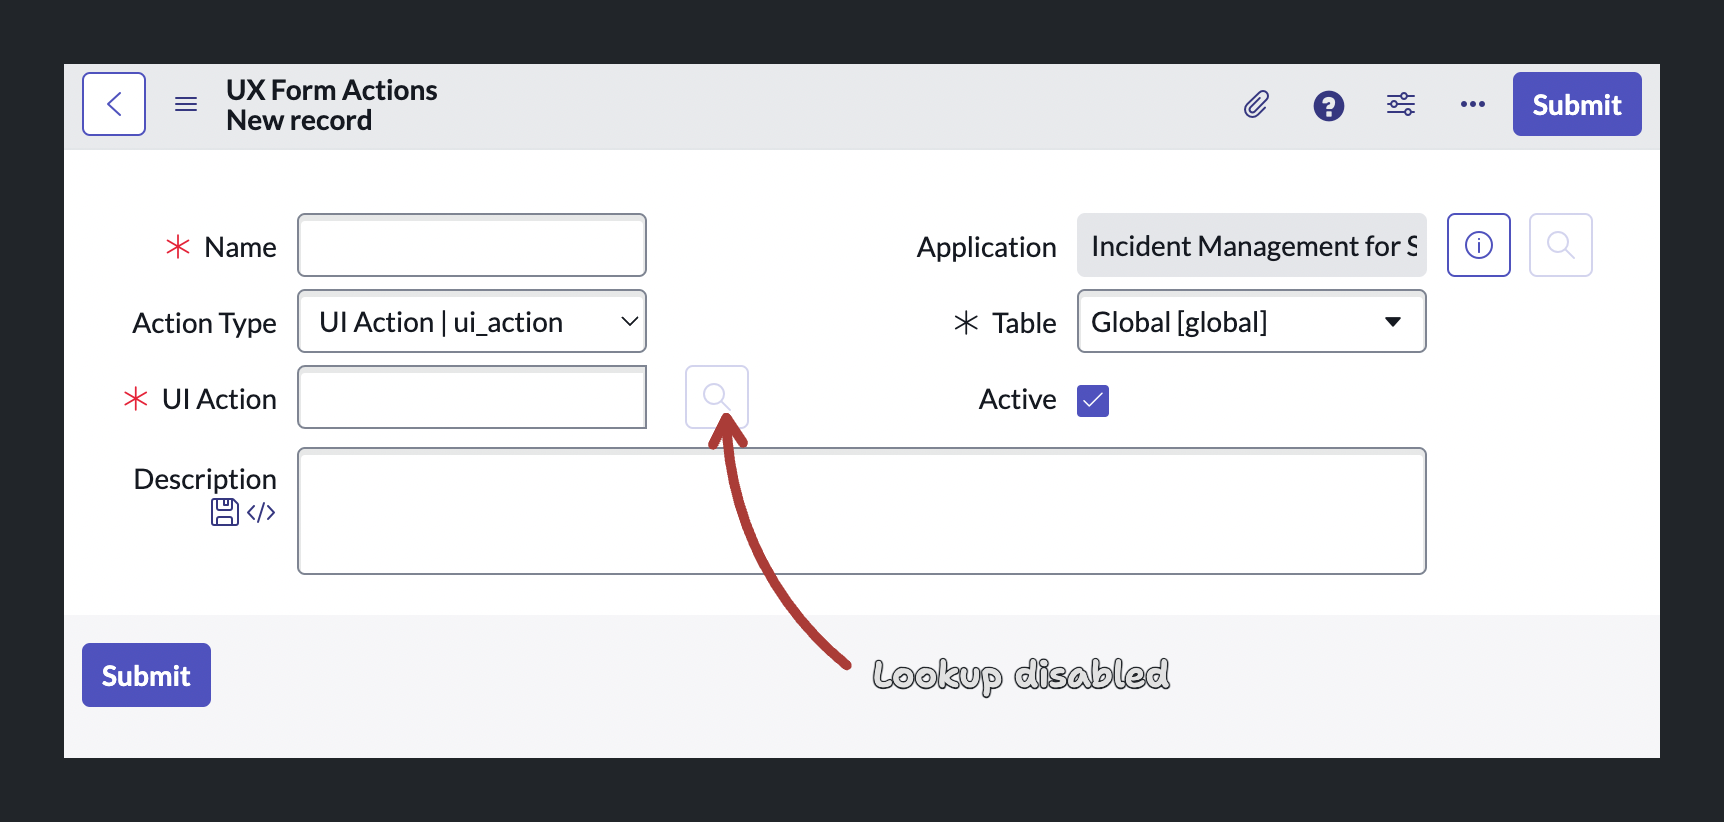 UX Form Actions
New record
Submit
* Name
Application
Incident Management for S
Action Type
UI Action | ui_action
* Table
Global [global]
* UI Action
Active
Description
</>
Submit
Lookup disabled